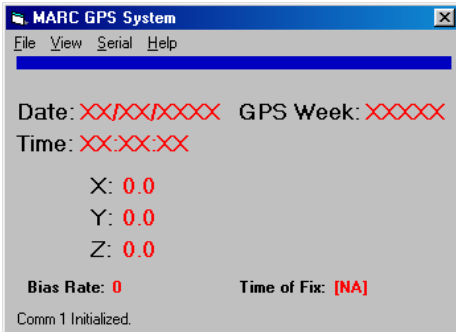 MARC GPS System
File View Serial Help
Date: XX/XX/XXXX GPS Week: XXXXX
Time: XX:XX:XX
X: 0.0
Y: 0.0
Z: 0.0
Bias Rate: 0 Time of Fix: [NA]
Comm 1 Initialized.